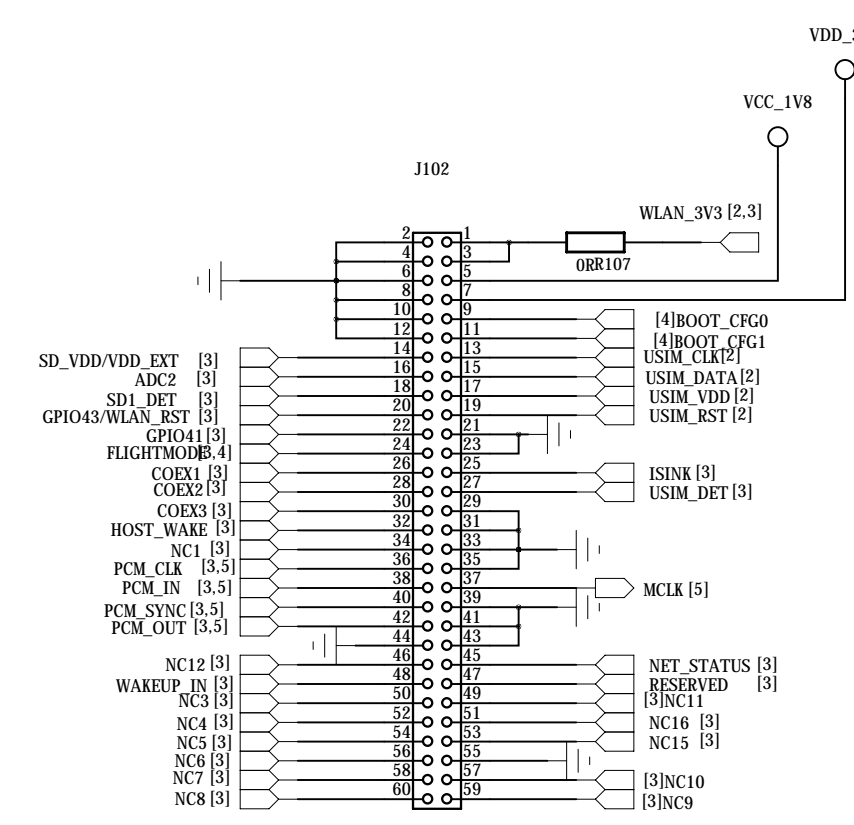 VDD_3
VCC_1V8
J102
WLAN_3V3 [2,3]
2 1
4 3
0RR107
6 5
8 7
10 9
[4]BOOT_CFG0
12 11
[4]BOOT_CFG1
SD_VDD/VDD_EXT [3] 14 13 USIM_CLK[2]
ADC2 [3] 16 15 USIM_DATA[2]
SD1_DET [3] 18 17 USIM_VDD[2]
GPIO43/WLAN_RST [3] 20 19 USIM_RST [2]
GPIO41[3] 22 21
FLIGHTMODE[3,4] 24 23
COEX1 [3] 26 25 ISINK [3]
COEX2[3] 28 27 USIM_DET[3]
COEX3[3] 30 29
HOST_WAKE [3] 32 31
NC1 [3] 34 33
PCM_CLK [3,5] 36 35
PCM_IN [3,5] 38 37 MCLK [5]
PCM_SYNC[3,5] 40 39
PCM_OUT [3,5] 42 41
44 43
NC12[3] 46 45 NET_STATUS [3]
WAKEUP_IN [3] 48 47 RESERVED [3]
NC3[3] 50 49 [3]NC11
NC4[3] 52 51 NC16 [3]
NC5[3] 54 53 NC15 [3]
NC6[3] 56 55
NC7[3] 58 57 [3]NC10
NC8[3] 60 59 [3]NC9